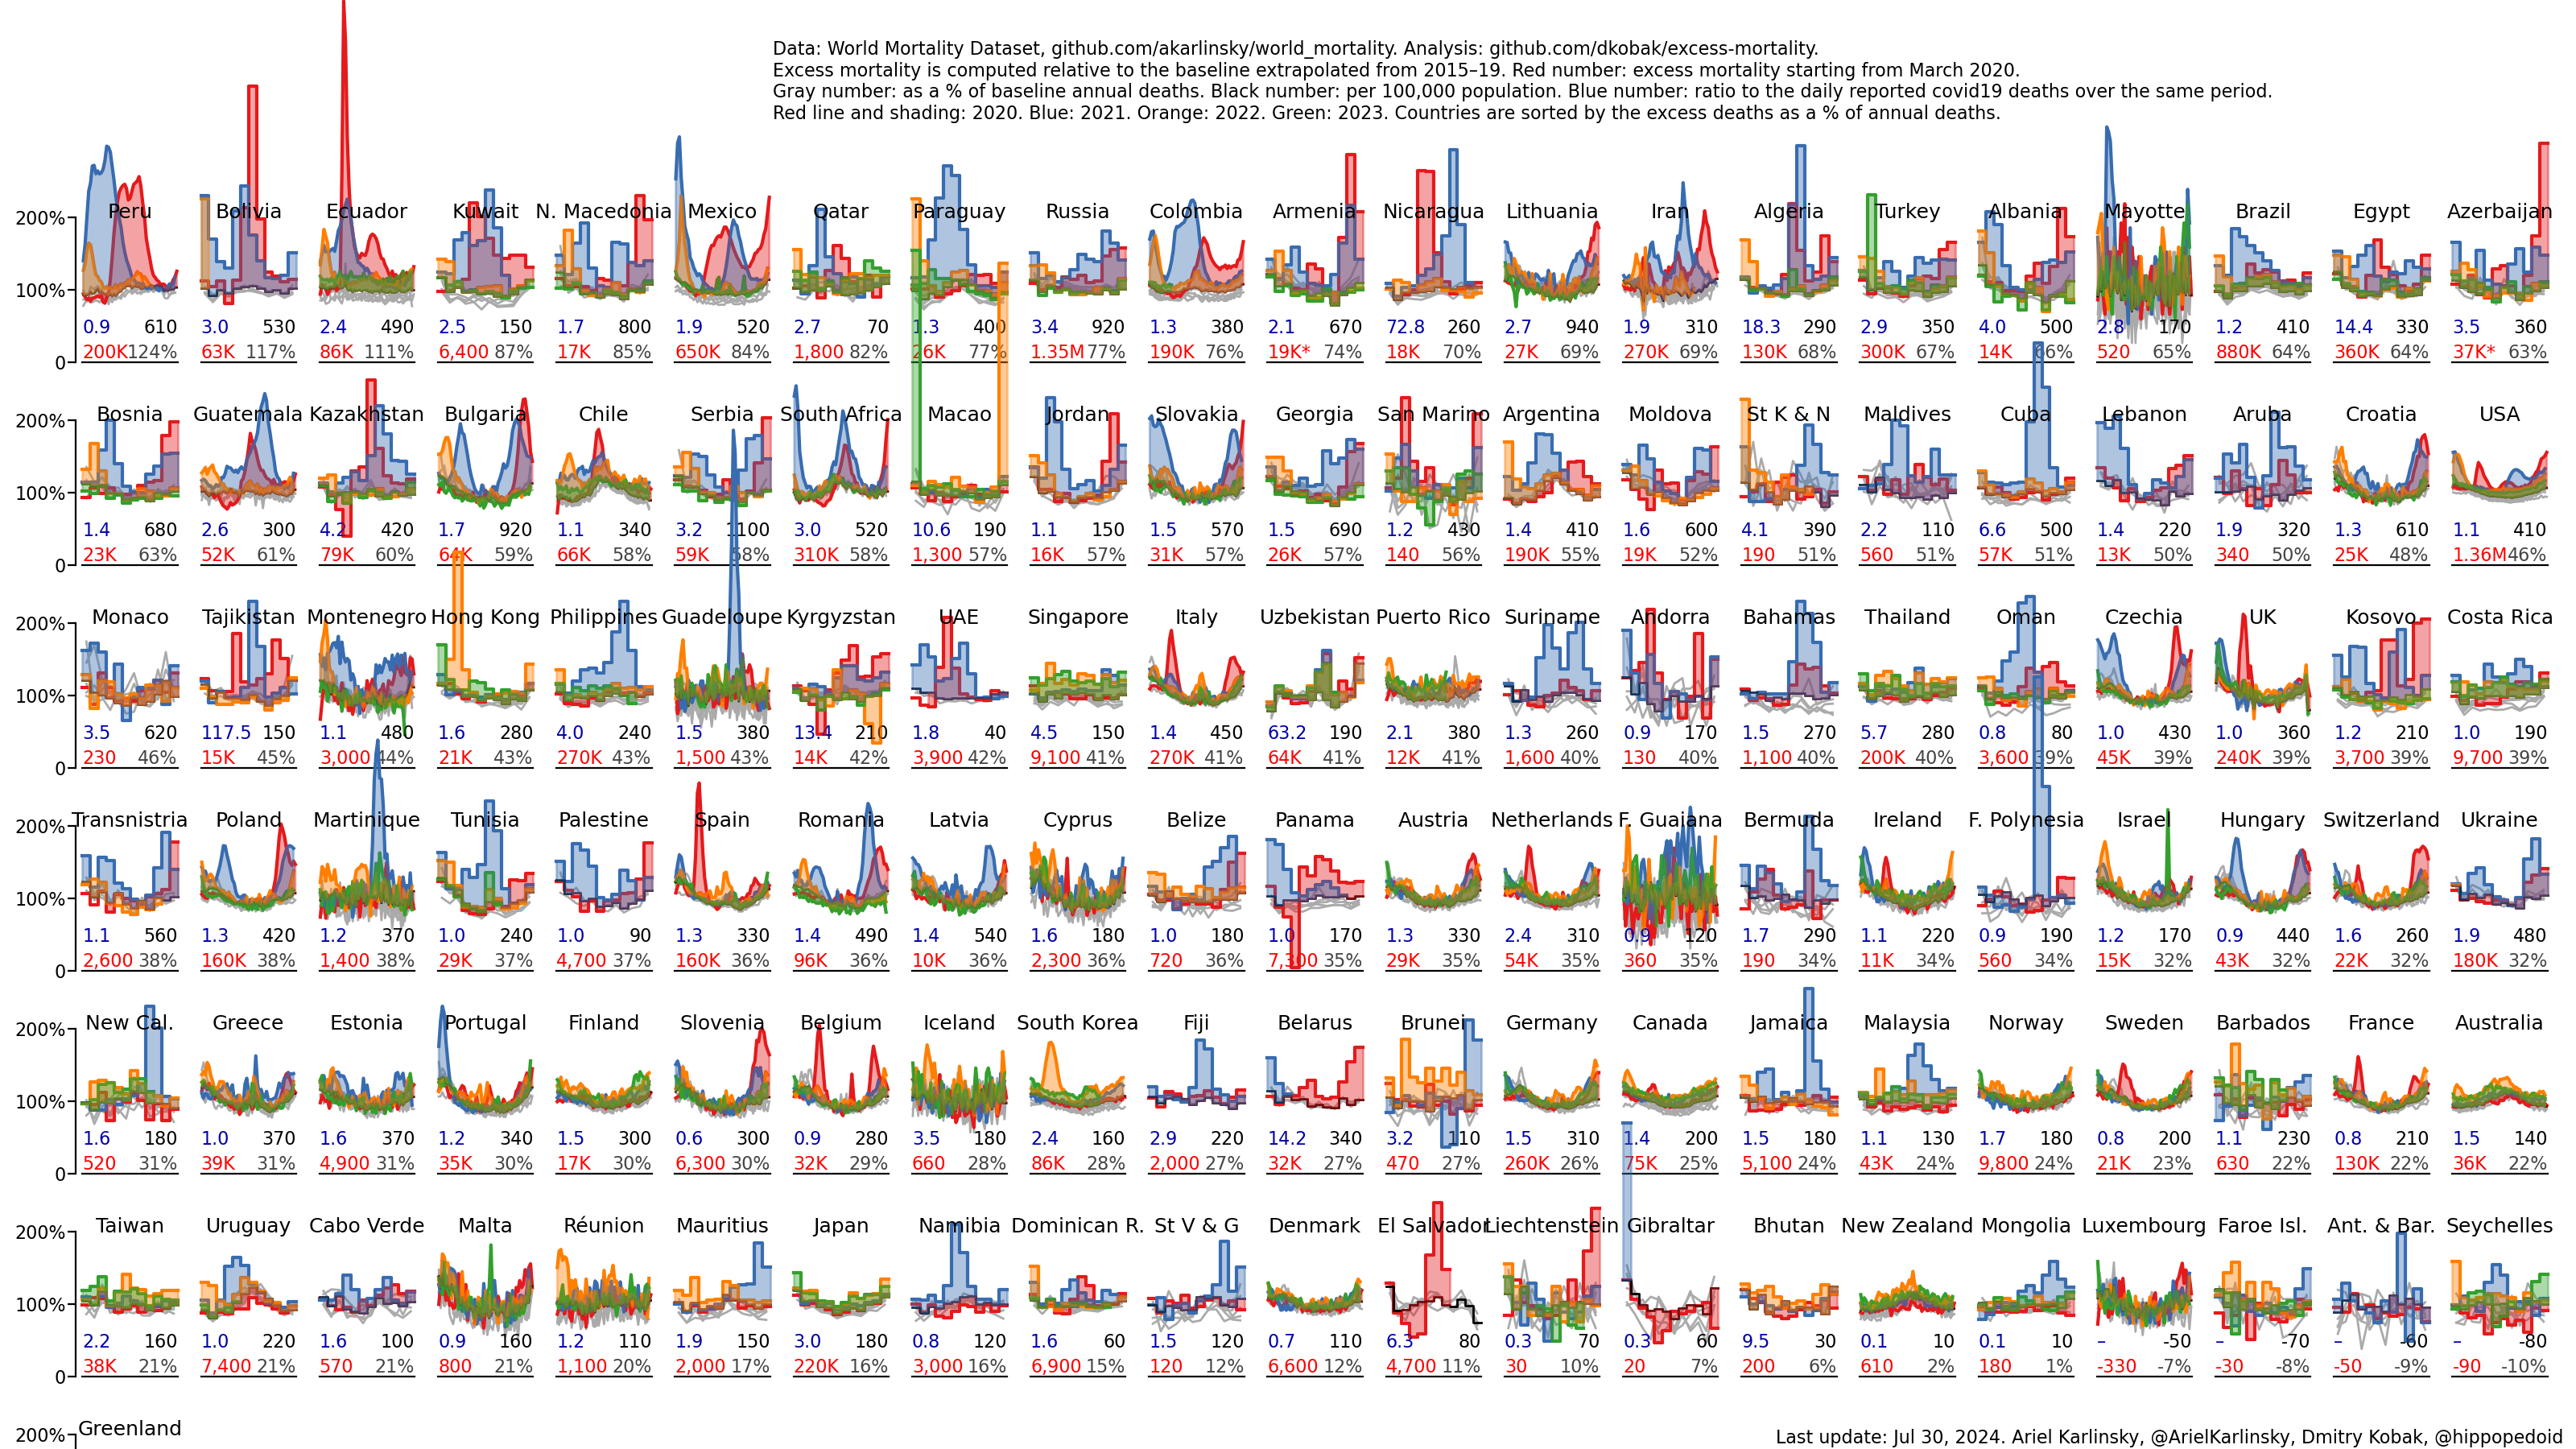 Data: World Mortality Dataset, github.com/akarlinsky/world_mortality. Analysis: github.com/dkobak/excess-mortality.
Excess mortality is computed relative to the baseline extrapolated from 2015–19. Red number: excess mortality starting from March 2020.
Gray number: as a % of baseline annual deaths. Black number: per 100,000 population. Blue number: ratio to the daily reported covid19 deaths over the same period.
Red line and shading: 2020. Blue: 2021. Orange: 2022. Green: 2023. Countries are sorted by the excess deaths as a % of annual deaths.
200% Peru Bolivia Ecuador Kuwait N. Macedonia Mexico Qatar Paraguay Russia Colombia Armenia Nicaragua Lithuania Iran Algeria Turkey Albania Mayotte Brazil Egypt Azerbaijan
100%
0.9 610 3.0 530 2.4 490 2.5 150 1.7 800 1.9 520 2.7 70 1.3 400 3.4 920 1.3 380 2.1 670 72.8 260 2.7 940 1.9 310 18.3 290 2.9 350 4.0 500 2.8 170 1.2 410 14.4 330 3.5 360
0 200K 124% 63K 117% 86K 111% 6,400 87% 17K 85% 650K 84% 1,800 82% 26K 77% 1.35M 77% 190K 76% 19K* 74% 18K 70% 27K 69% 270K 69% 130K 68% 300K 67% 14K 66% 520 65% 880K 64% 360K 64% 37K* 63%
200% Bosnia Guatemala Kazakhstan Bulgaria Chile Serbia South Africa Macao Jordan Slovakia Georgia San Marino Argentina Moldova St K & N Maldives Cuba Lebanon Aruba Croatia USA
100%
1.4 680 2.6 300 4.2 420 1.7 920 1.1 340 3.2 1100 3.0 520 10.6 190 1.1 150 1.5 570 1.5 690 1.2 430 1.4 410 1.6 600 4.1 390 2.2 110 6.6 500 1.4 220 1.9 320 1.3 610 1.1 410
0 23K 63% 52K 61% 79K 60% 64K 59% 66K 58% 59K 58% 310K 58% 1,300 57% 16K 57% 31K 57% 26K 57% 140 56% 190K 55% 19K 52% 190 51% 560 51% 57K 51% 13K 50% 340 50% 25K 48% 1.36M 46%
200% Monaco Tajikistan Montenegro Hong Kong Philippines Guadeloupe Kyrgyzstan UAE Singapore Italy Uzbekistan Puerto Rico Suriname Andorra Bahamas Thailand Oman Czechia UK Kosovo Costa Rica
100%
3.5 620 117.5 150 1.1 480 1.6 280 4.0 240 1.5 380 13.4 210 1.8 40 4.5 150 1.4 450 63.2 190 2.1 380 1.3 260 0.9 170 1.5 270 5.7 280 0.8 80 1.0 430 1.0 360 1.2 210 1.0 190
0 230 46% 15K 45% 3,000 44% 21K 43% 270K 43% 1,500 43% 14K 42% 3,900 42% 9,100 41% 270K 41% 64K 41% 12K 41% 1,600 40% 130 40% 1,100 40% 200K 40% 3,600 39% 45K 39% 240K 39% 3,700 39% 9,700 39%
200% Transnistria Poland Martinique Tunisia Palestine Spain Romania Latvia Cyprus Belize Panama Austria Netherlands F. Guaiana Bermuda Ireland F. Polynesia Israel Hungary Switzerland Ukraine
100%
1.1 560 1.3 420 1.2 370 1.0 240 1.0 90 1.3 330 1.4 490 1.4 540 1.6 180 1.0 180 1.0 170 1.3 330 2.4 310 0.9 120 1.7 290 1.1 220 0.9 190 1.2 170 0.9 440 1.6 260 1.9 480
0 2,600 38% 160K 38% 1,400 38% 29K 37% 4,700 37% 160K 36% 96K 36% 10K 36% 2,300 36% 720 36% 7,300 35% 29K 35% 54K 35% 360 35% 190 34% 11K 34% 560 34% 15K 32% 43K 32% 22K 32% 180K 32%
200% New Cal. Greece Estonia Portugal Finland Slovenia Belgium Iceland South Korea Fiji Belarus Brunei Germany Canada Jamaica Malaysia Norway Sweden Barbados France Australia
100%
1.6 180 1.0 370 1.6 370 1.2 340 1.5 300 0.6 300 0.9 280 3.5 180 2.4 160 2.9 220 14.2 340 3.2 110 1.5 310 1.4 200 1.5 180 1.1 130 1.7 180 0.8 200 1.1 230 0.8 210 1.5 140
0 520 31% 39K 31% 4,900 31% 35K 30% 17K 30% 6,300 30% 32K 29% 660 28% 86K 28% 2,000 27% 32K 27% 470 27% 260K 26% 75K 25% 5,100 24% 43K 24% 9,800 24% 21K 23% 630 22% 130K 22% 36K 22%
200% Taiwan Uruguay Cabo Verde Malta Réunion Mauritius Japan Namibia Dominican R. St V & G Denmark El Salvador Liechtenstein Gibraltar Bhutan New Zealand Mongolia Luxembourg Faroe Isl. Ant. & Bar. Seychelles
100%
2.2 160 1.0 220 1.6 100 0.9 160 1.2 110 1.9 150 3.0 180 0.8 120 1.6 60 1.5 120 0.7 110 6.3 80 0.3 70 0.3 60 9.5 30 0.1 10 0.1 10 – -50 – -70 – -60 – -80
0 38K 21% 7,400 21% 570 21% 800 21% 1,100 20% 2,000 17% 220K 16% 3,000 16% 6,900 15% 120 12% 6,600 12% 4,700 11% 30 10% 20 7% 200 6% 610 2% 180 1% -330 -7% -30 -8% -50 -9% -90 -10%
200% Greenland
Last update: Jul 30, 2024. Ariel Karlinsky, @ArielKarlinsky, Dmitry Kobak, @hippopedoid